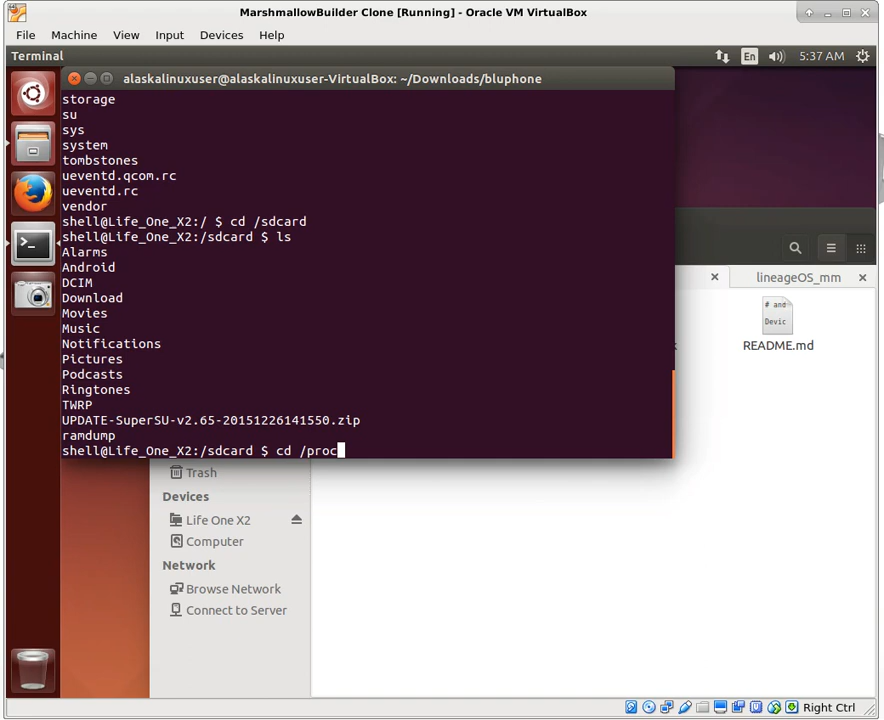 MarshmallowBuilder Clone [Running] - Oracle VM VirtualBox
File Machine View Input Devices Help
Terminal En 5:37 AM
alaskalinuxuser@alaskalinuxuser-VirtualBox: ~/Downloads/bluphone
storage
su
sys
system
tombstones
ueventd.qcom.rc
ueventd.rc
vendor
shell@Life_One_X2:/ $ cd /sdcard
shell@Life_One_X2:/sdcard $ ls
Alarms
Android
DCIM
Download
Movies
Music
Notifications
Pictures
Podcasts
Ringtones
TWRP
UPDATE-SuperSU-v2.65-20151226141550.zip
ramdump
shell@Life_One_X2:/sdcard $ cd /proc
lineageOS_mm
# and
Devic
README.md
Trash
Devices
Life One X2
Computer
Network
Browse Network
Connect to Server
Right Ctrl